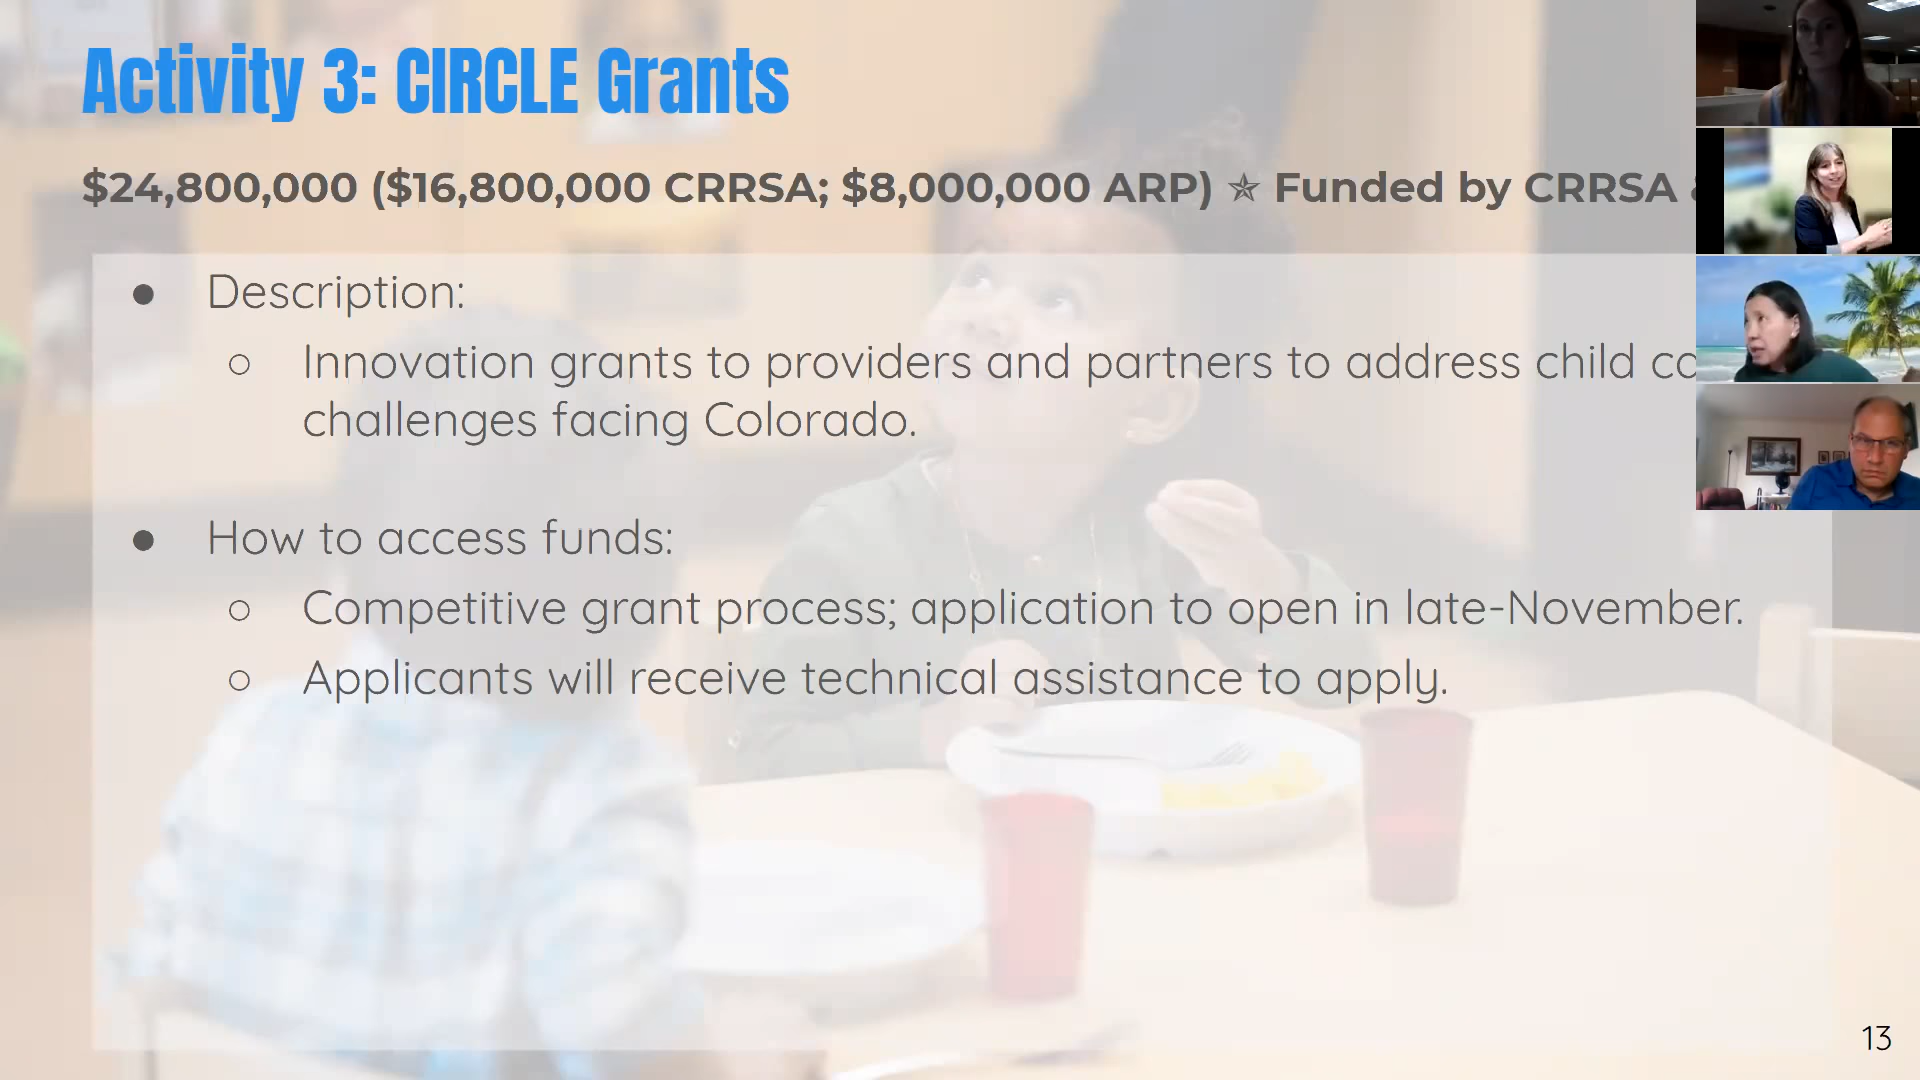 Activity 3: CIRCLE Grants
$24,800,000 ($16,800,000 CRRSA; $8,000,000 ARP) ✯ Funded by CRRSA
● Description:
○ Innovation grants to providers and partners to address child
challenges facing Colorado.
● How to access funds:
○ Competitive grant process; application to open in late-November.
○ Applicants will receive technical assistance to apply.
13